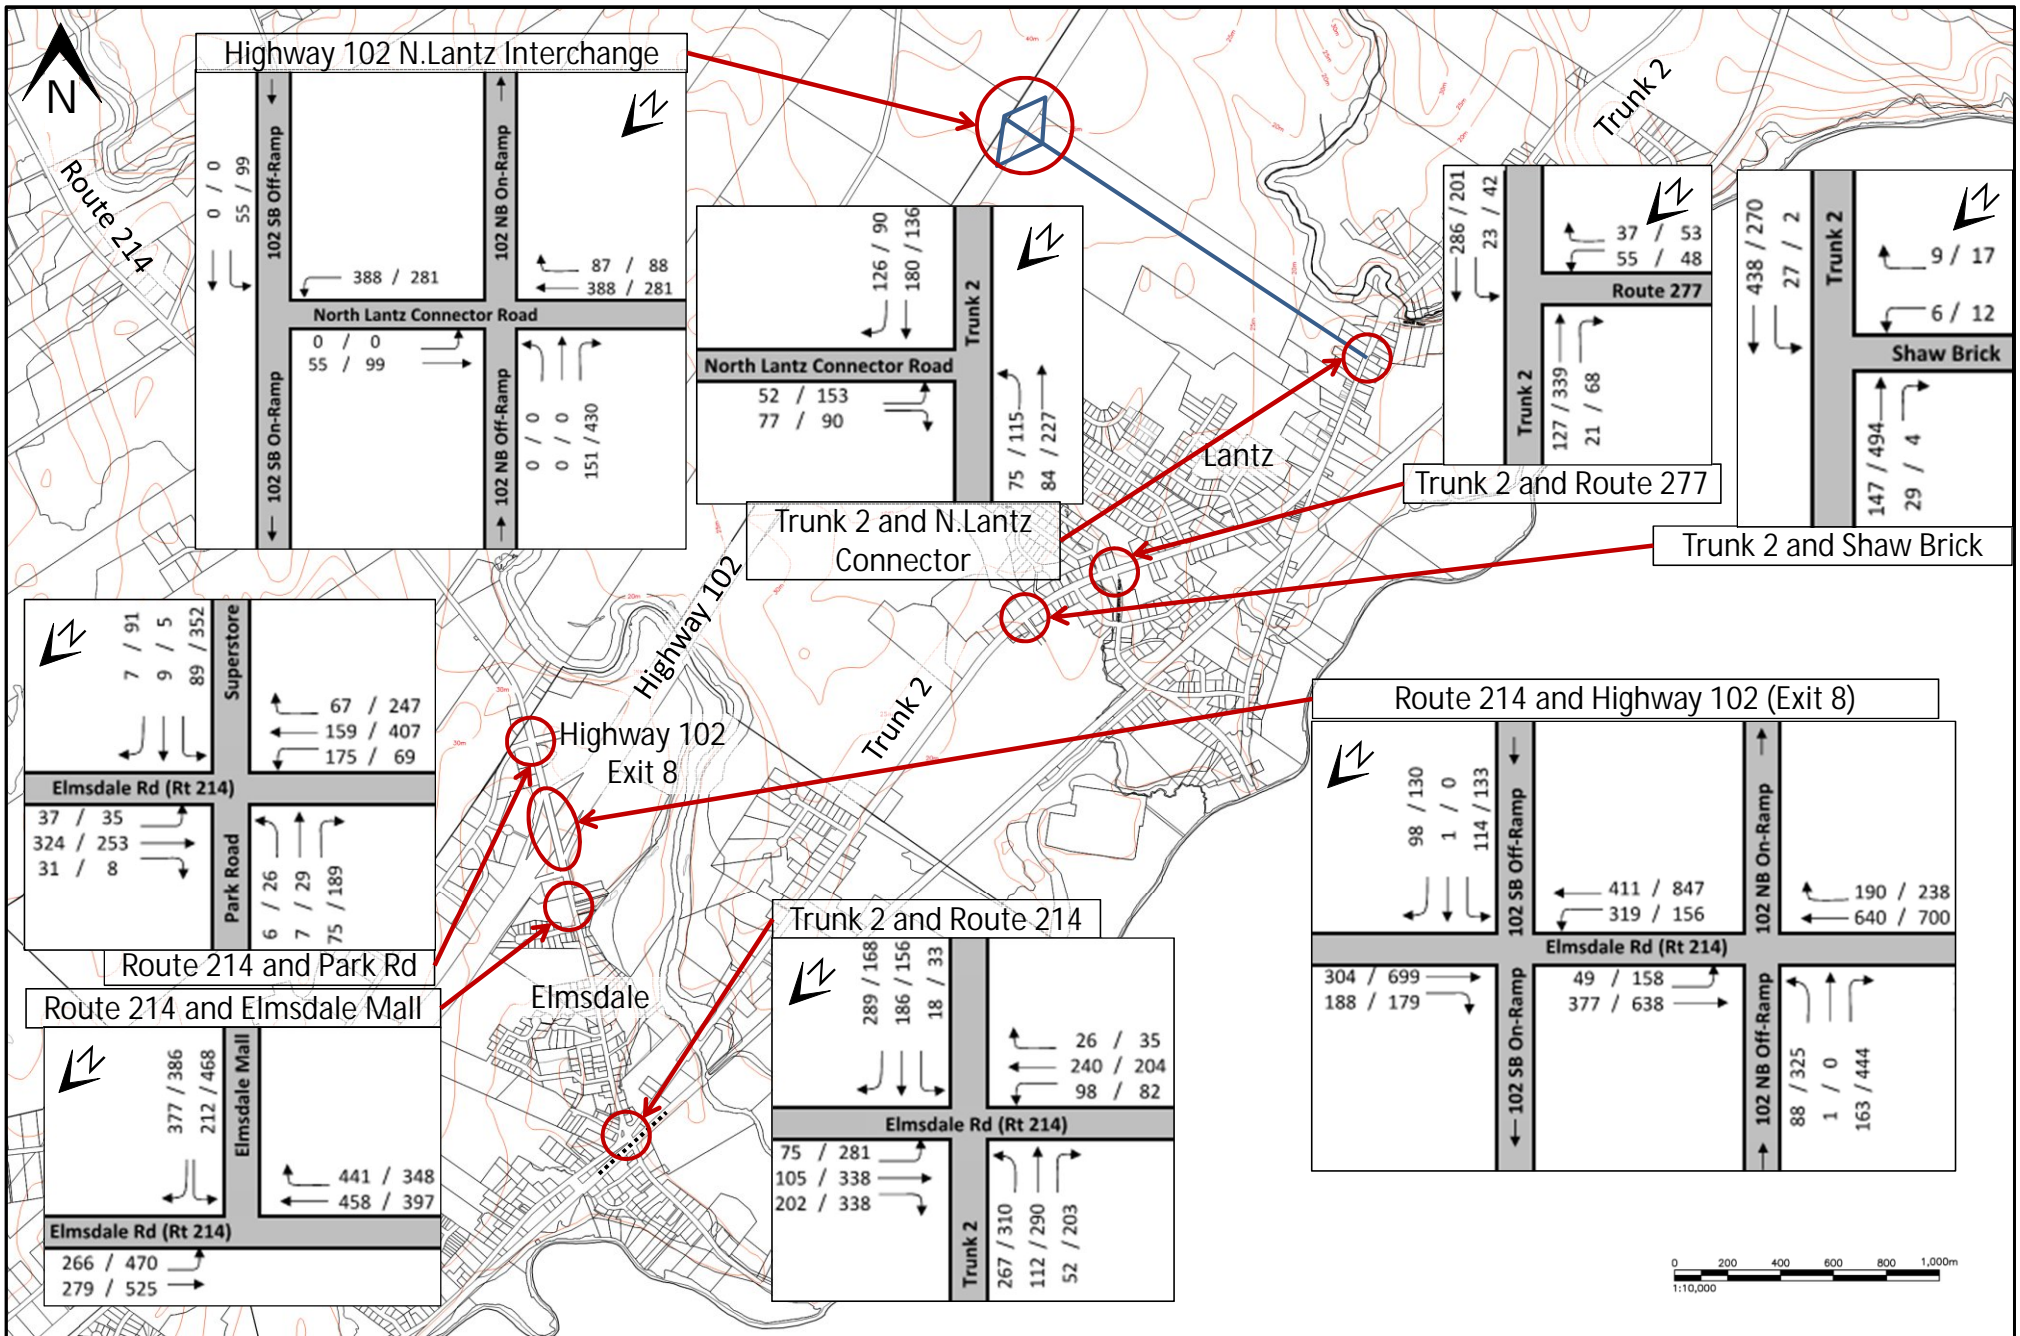 N
Highway 102 N.Lantz Interchange
102 SB Off-Ramp
102 NB On-Ramp
N
0 / 0
55 / 99
388 / 281
87 / 88
388 / 281
North Lantz Connector Road
0 / 0
55 / 99
102 SB On-Ramp
102 NB Off-Ramp
0 / 0
0 / 0
151 / 430
Route 214
126 / 90
180 / 136
Trunk 2
N
North Lantz Connector Road
52 / 153
77 / 90
75 / 115
84 / 227
Trunk 2 and N.Lantz
Connector
Trunk 2
286 / 201
23 / 42
N
37 / 53
55 / 48
Route 277
Trunk 2
127 / 339
21 / 68
Trunk 2 and Route 277
438 / 270
27 / 2
Trunk 2
N
9 / 17
6 / 12
Shaw Brick
147 / 494
29 / 4
Trunk 2 and Shaw Brick
Lantz
Highway 102
Trunk 2
Highway 102
Exit 8
Elmsdale
N
7 / 91
9 / 5
89 / 352
Superstore
67 / 247
159 / 407
175 / 69
Elmsdale Rd (Rt 214)
37 / 35
324 / 253
31 / 8
Park Road
6 / 26
7 / 29
75 / 189
Route 214 and Park Rd
Route 214 and Elmsdale Mall
N
377 / 386
212 / 468
Elmsdale Mall
441 / 348
458 / 397
Elmsdale Rd (Rt 214)
266 / 470
279 / 525
Trunk 2 and Route 214
N
289 / 168
186 / 156
18 / 33
26 / 35
240 / 204
98 / 82
Elmsdale Rd (Rt 214)
75 / 281
105 / 338
202 / 338
Trunk 2
267 / 310
112 / 290
52 / 203
Route 214 and Highway 102 (Exit 8)
N
98 / 130
1 / 0
114 / 133
102 SB Off-Ramp
102 NB On-Ramp
411 / 847
319 / 156
190 / 238
640 / 700
Elmsdale Rd (Rt 214)
304 / 699
188 / 179
49 / 158
377 / 638
102 SB On-Ramp
102 NB Off-Ramp
88 / 325
1 / 0
163 / 444
0 200 400 600 800 1,000m
1:10,000